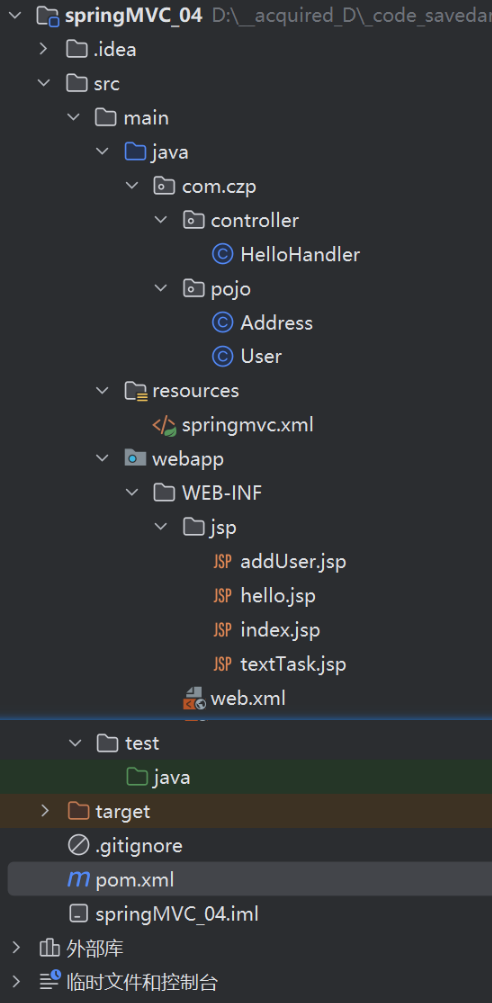 springMVC_04 D:\__acquired_D\_code_savedar
.idea
src
main
java
com.czp
controller
C HelloHandler
pojo
C Address
C User
resources
springmvc.xml
webapp
WEB-INF
jsp
JSP addUser.jsp
JSP hello.jsp
JSP index.jsp
JSP textTask.jsp
web.xml
test
java
target
.gitignore
m pom.xml
springMVC_04.iml
外部库
临时文件和控制台